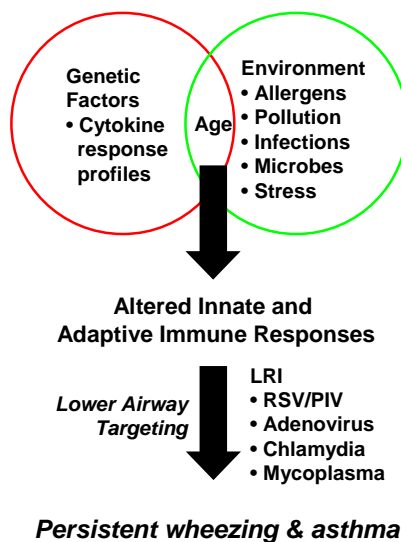 Genetic
Factors
• Cytokine
response
profiles
Age
Environment
• Allergens
• Pollution
• Infections
• Microbes
• Stress
Altered Innate and
Adaptive Immune Responses
Lower Airway
Targeting
LRI
• RSV/PIV
• Adenovirus
• Chlamydia
• Mycoplasma
Persistent wheezing & asthma